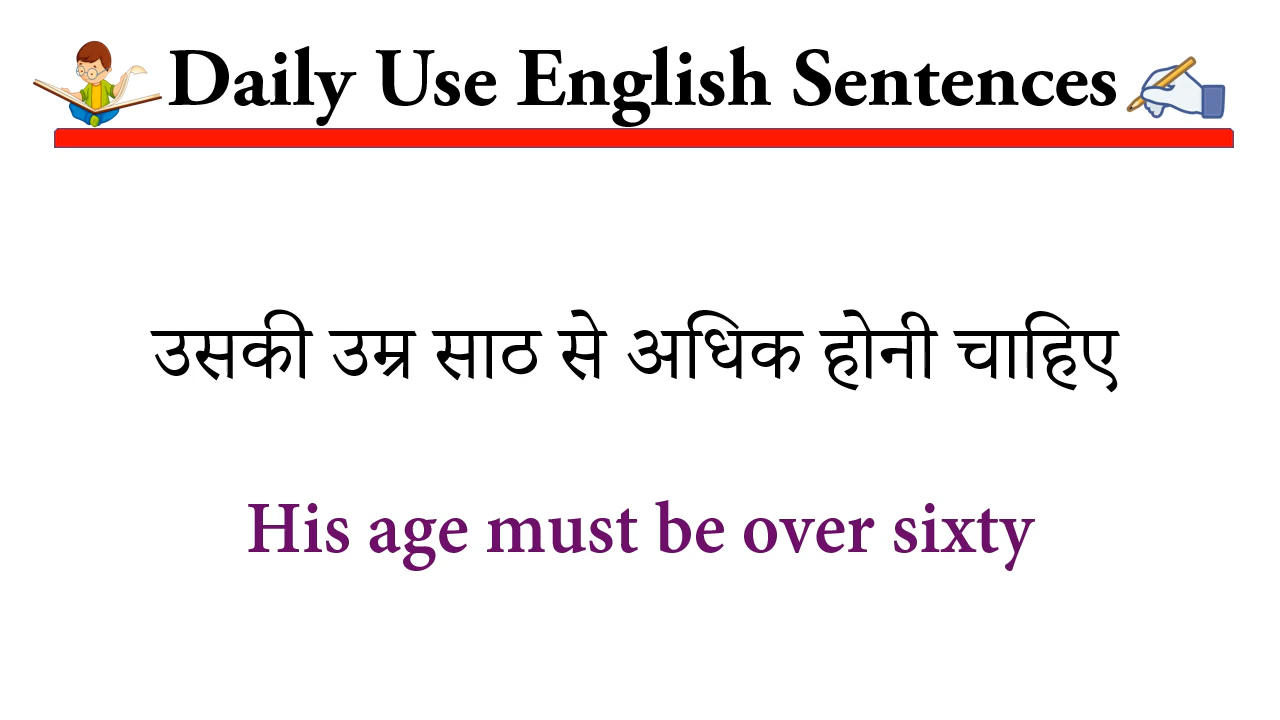 Daily Use English Sentences
उसकी उम्र साठ से अधिक होनी चाहिए
His age must be over sixty